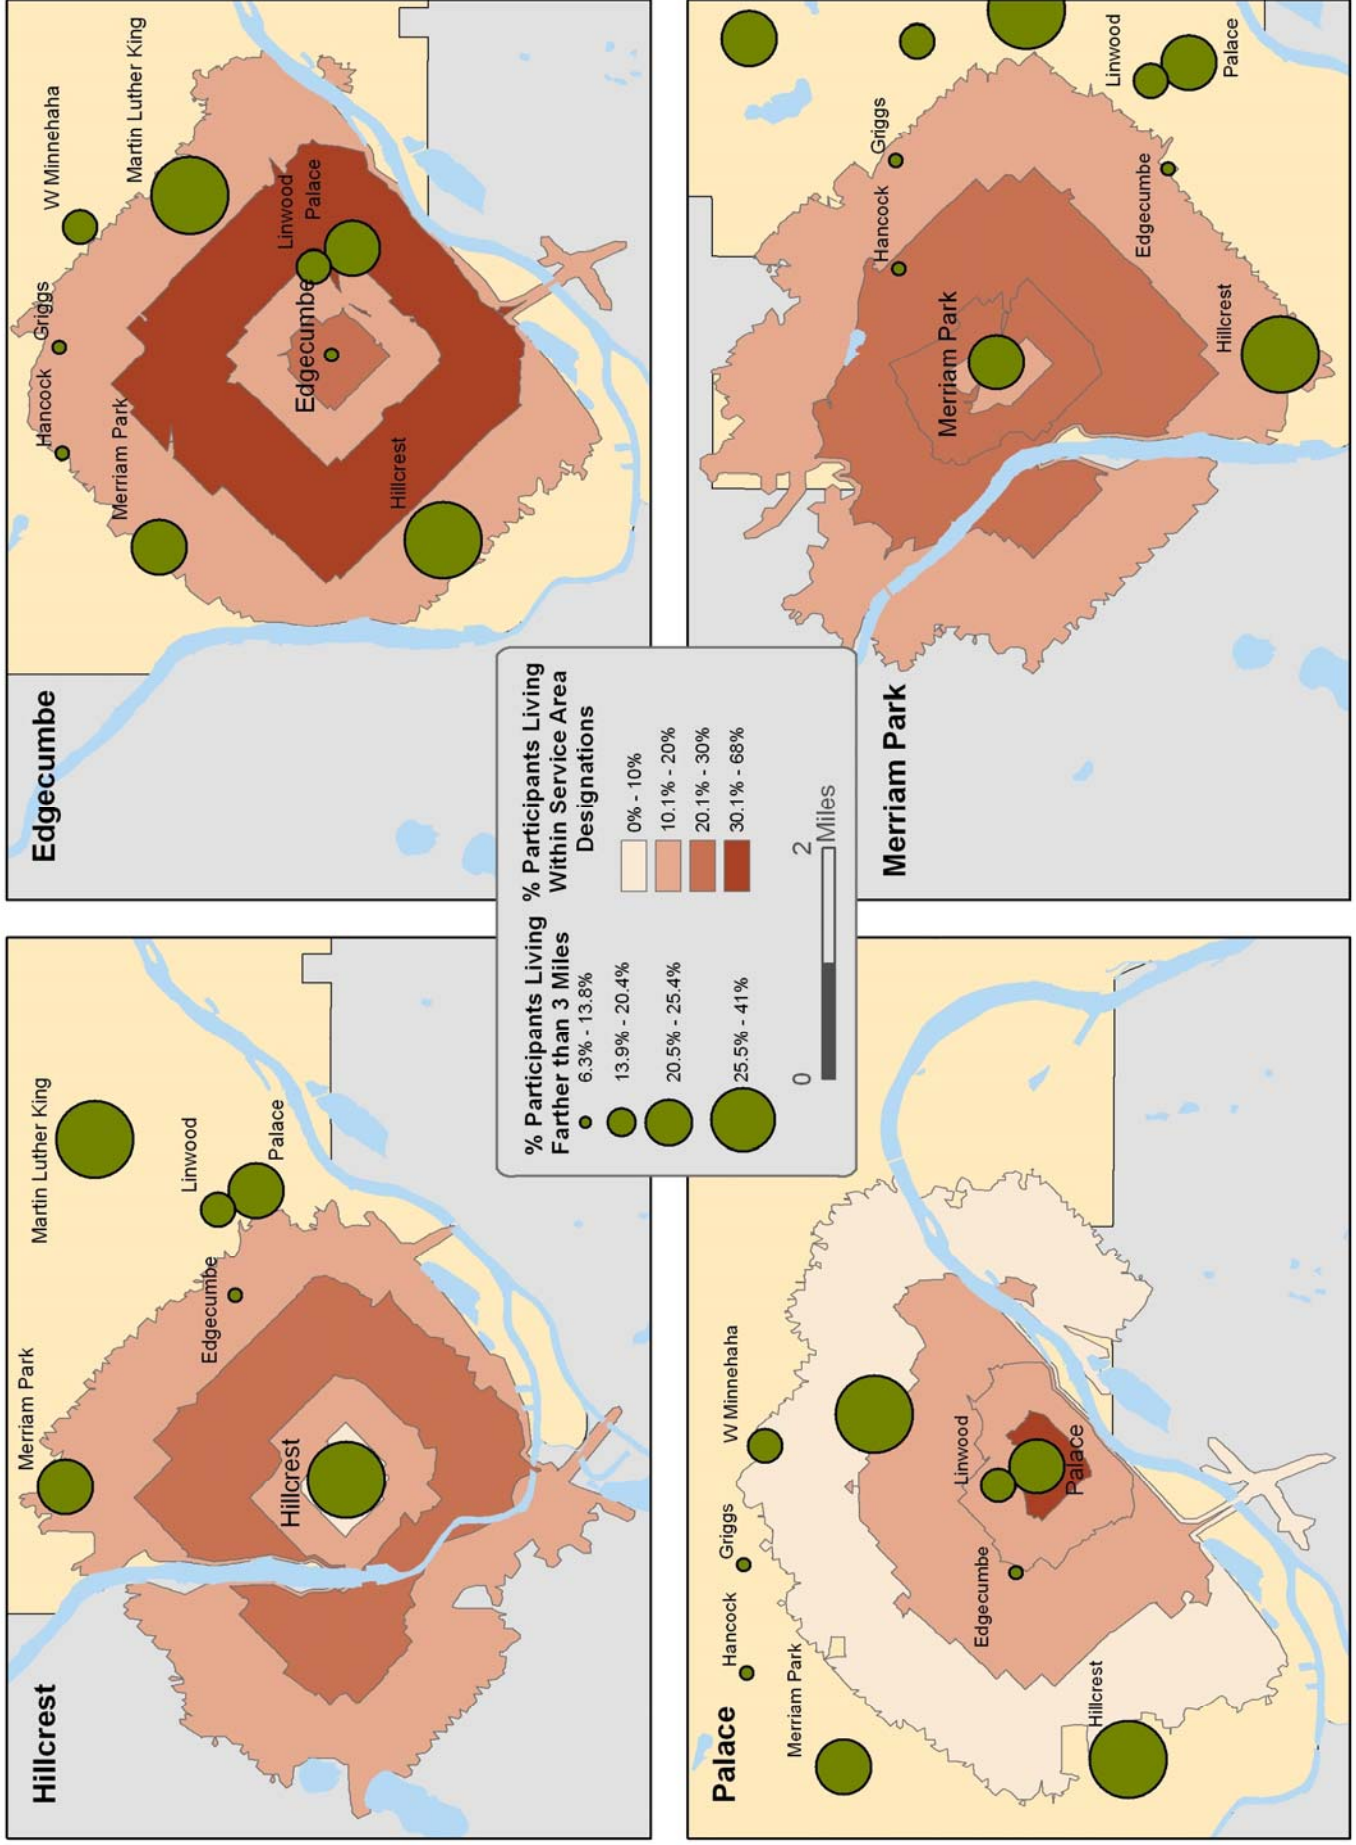 Hillcrest
Merriam Park
Martin Luther King
Linwood
Palace
Edgecumbe
Hillcrest
Edgecumbe
Hancock
Griggs
W Minnehaha
Martin Luther King
Merriam Park
Linwood
Palace
Edgecumbe
Hillcrest
% Participants Living
Farther than 3 Miles
6.3% - 13.8%
13.9% - 20.4%
20.5% - 25.4%
25.5% - 41%
% Participants Living
Within Service Area
Designations
0% - 10%
10.1% - 20%
20.1% - 30%
30.1% - 68%
0 2
Miles
Palace
Hancock
Griggs
W Minnehaha
Merriam Park
Linwood
Edgecumbe
Palace
Hillcrest
Merriam Park
Hancock
Griggs
Merriam Park
Linwood
Palace
Edgecumbe
Hillcrest